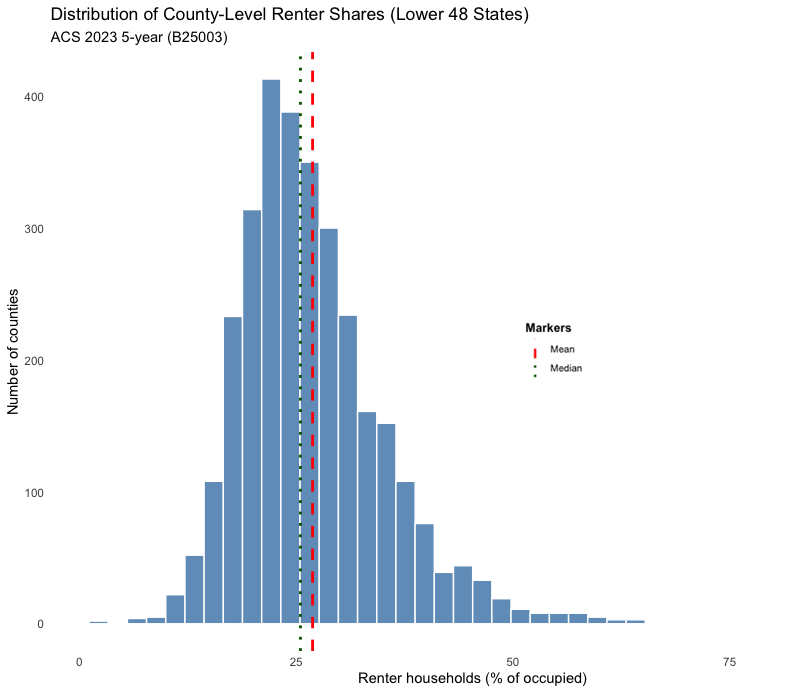 Distribution of County-Level Renter Shares (Lower 48 States)
ACS 2023 5-year (B25003)
400
300
200
100
0
Number of counties
Markers
Mean
Median
0 25 50 75
Renter households (% of occupied)